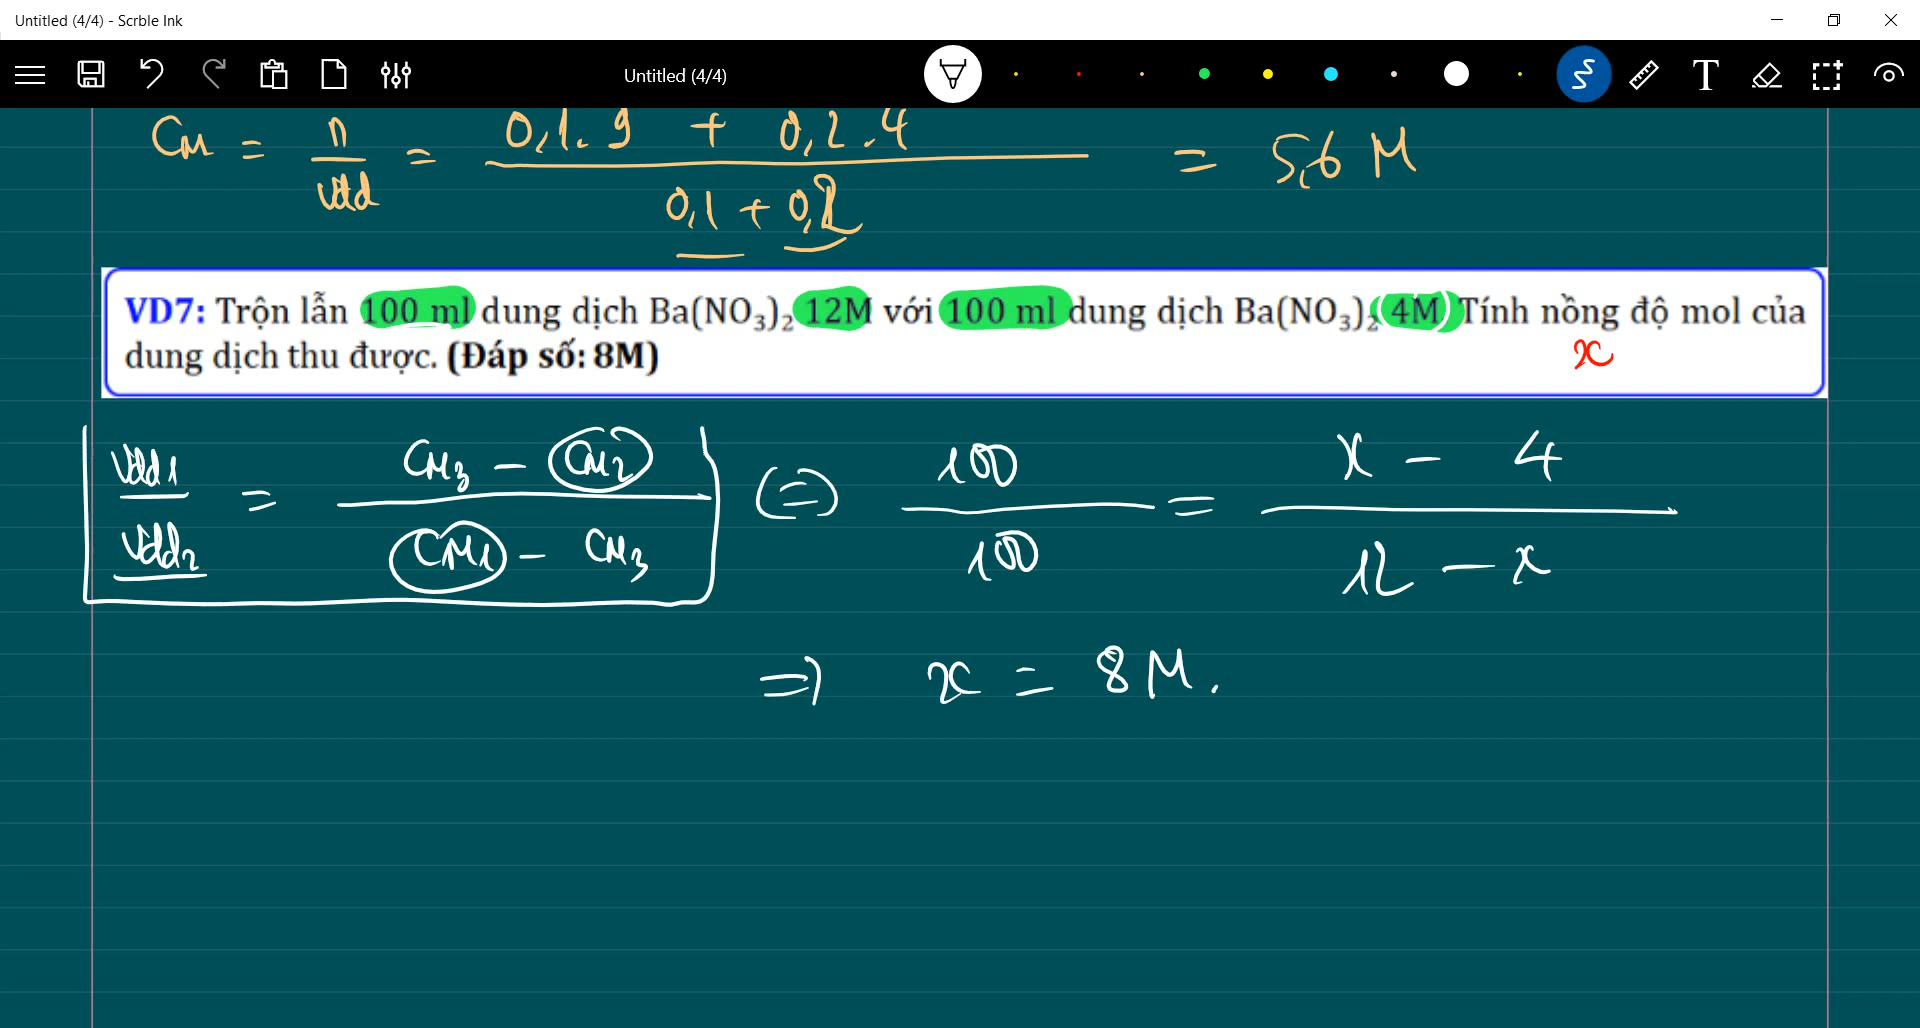 Untitled (4/4) - Scrble Ink
Untitled (4/4)
T
CM = n/Vdd = (0,1.9 + 0,2.4)/(0,1 + 0,2) = 5,6 M
VD7: Trộn lẫn 100 ml dung dịch Ba(NO₃)₂ 12M với 100 ml dung dịch Ba(NO₃)₂ 4M Tính nồng độ mol của
dung dịch thu được. (Đáp số: 8M)
x
Vdd1/Vdd2 = (CM3 - CM2)/(CM1 - CM3) (=) 100/100 = (x - 4)/(12 - x)
=> x = 8 M.